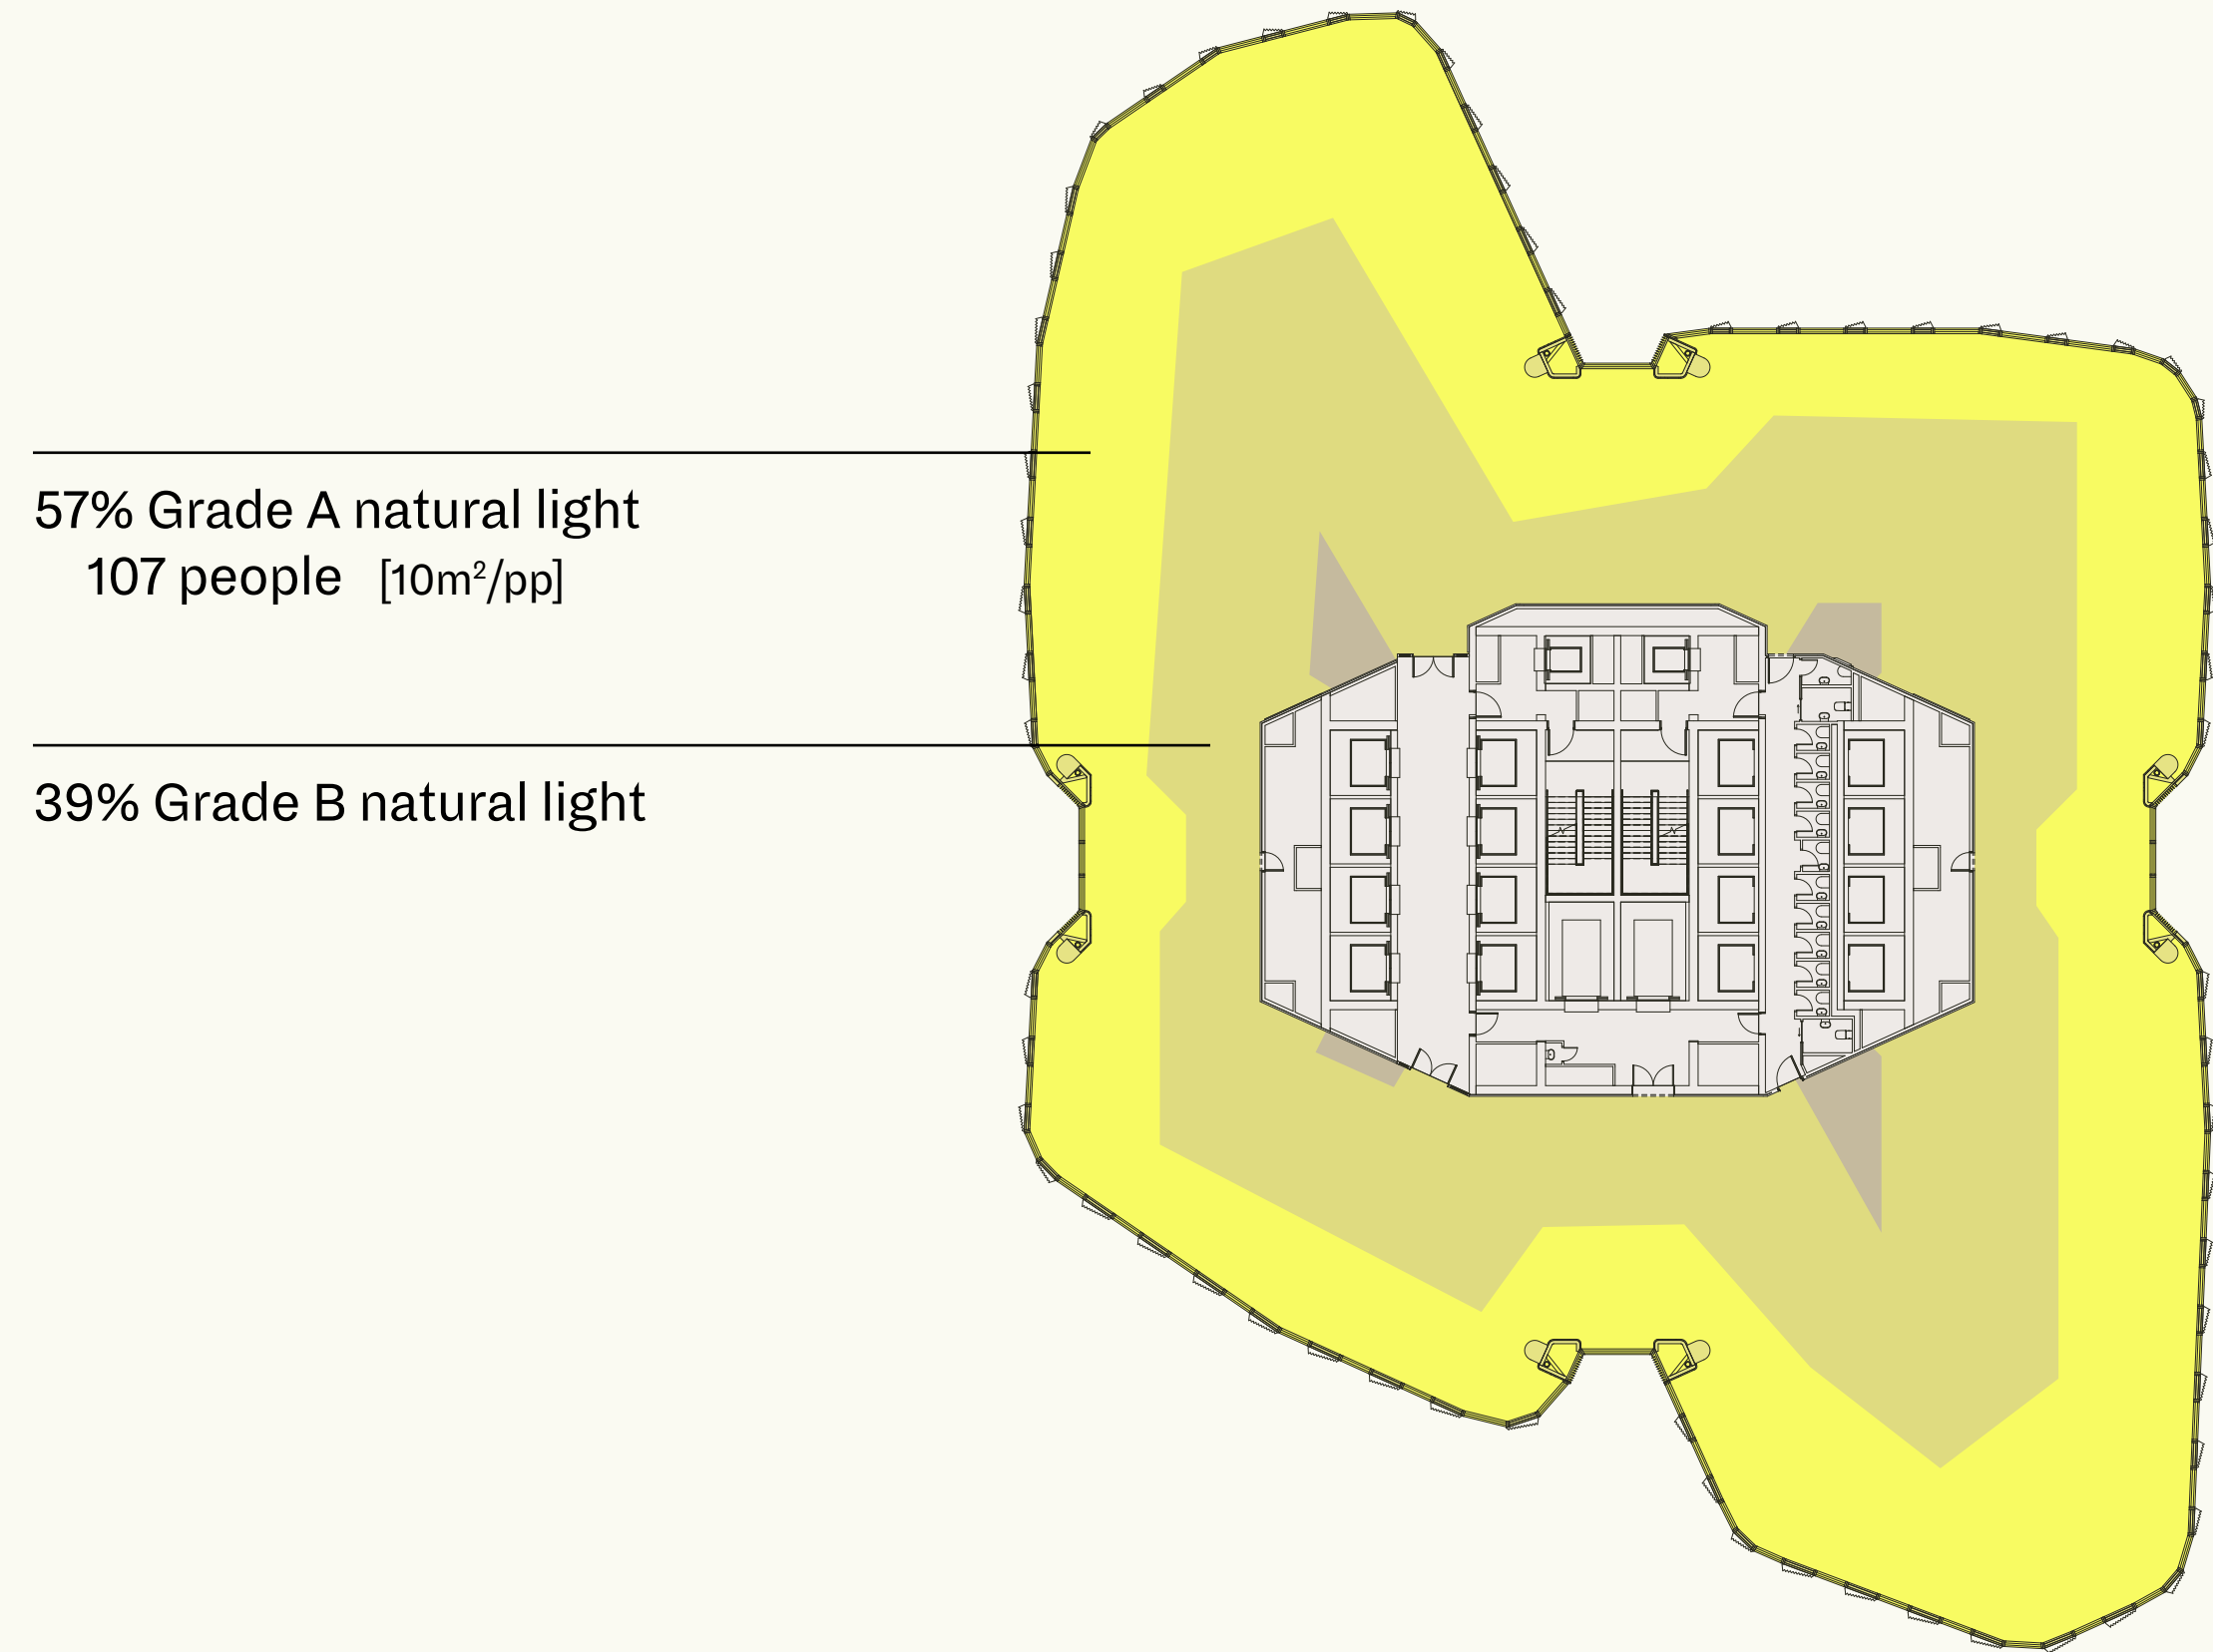 57% Grade A natural light
107 people [10m²/pp]
39% Grade B natural light